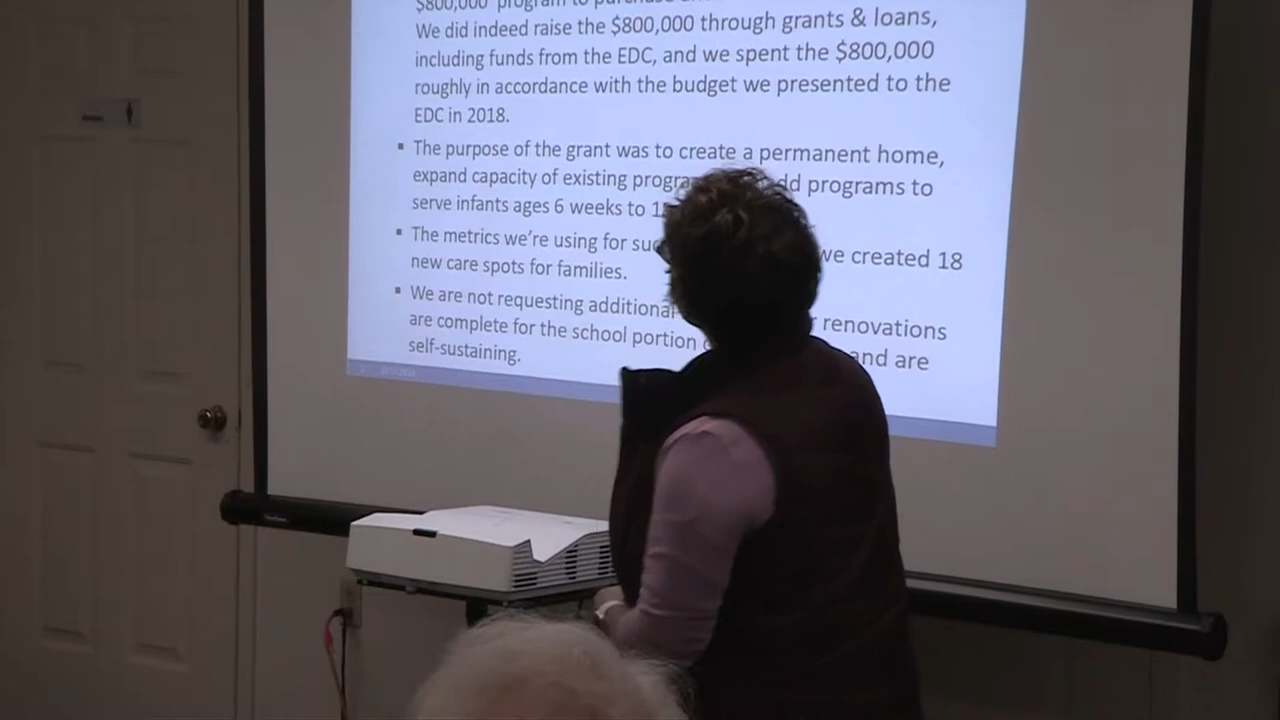 $800,000 program to purchase
We did indeed raise the $800,000 through grants & loans,
including funds from the EDC, and we spent the $800,000
roughly in accordance with the budget we presented to the
EDC in 2018.
▪ The purpose of the grant was to create a permanent home,
expand capacity of existing programs to
serve infants ages 6 weeks to
▪ The metrics we're using for we created 18
new care spots for families.
▪ We are not requesting additional renovations
are complete for the school portion and are
self-sustaining.